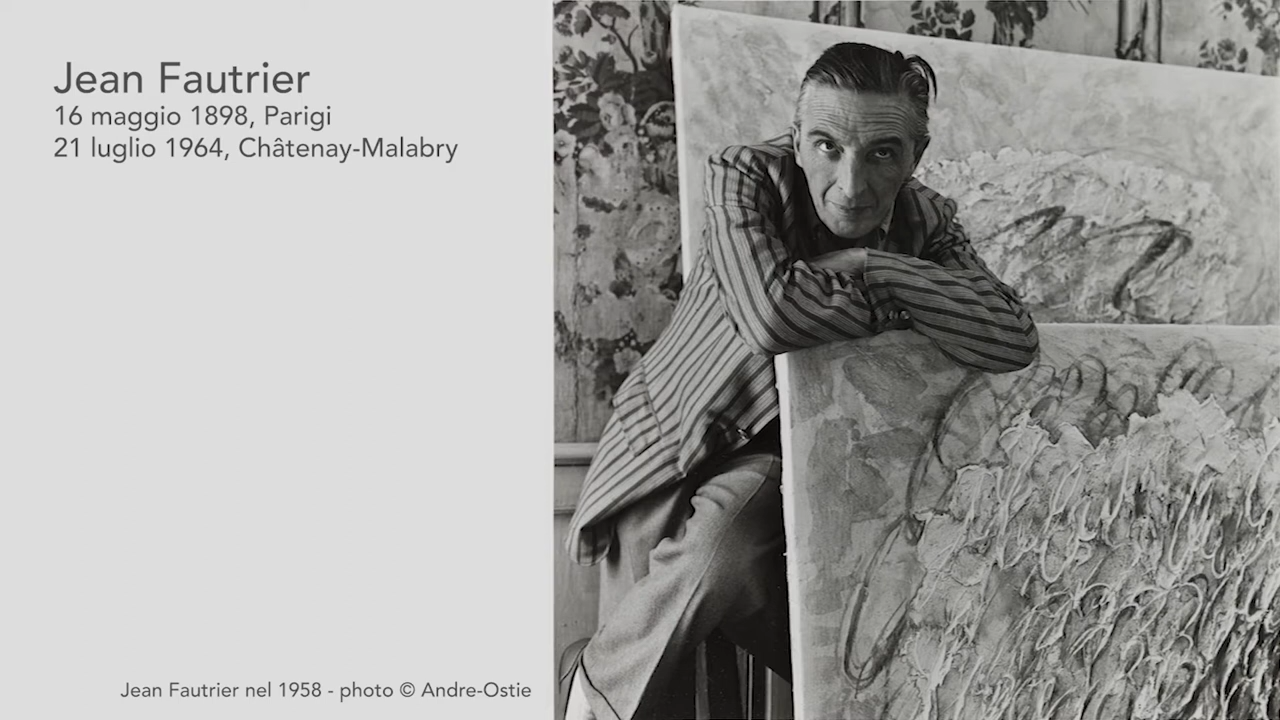 Jean Fautrier
16 maggio 1898, Parigi
21 luglio 1964, Châtenay-Malabry
Jean Fautrier nel 1958 - photo © Andre-Ostie